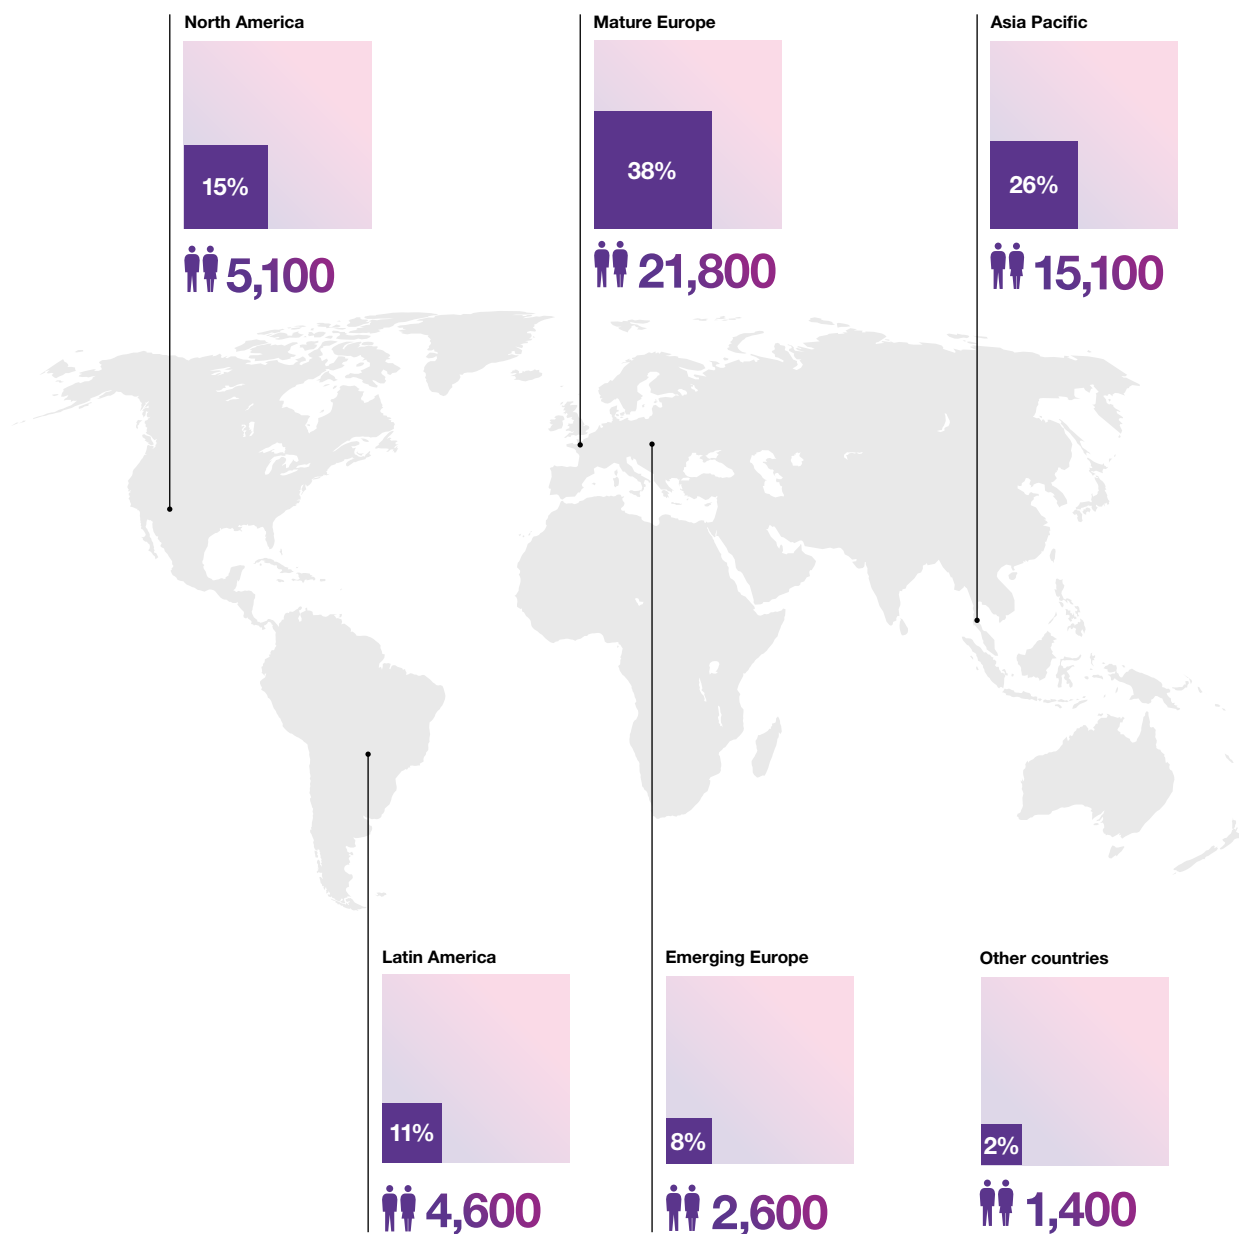 North America
15%
5,100
Mature Europe
38%
21,800
Asia Pacific
26%
15,100
Latin America
11%
4,600
Emerging Europe
8%
2,600
Other countries
2%
1,400